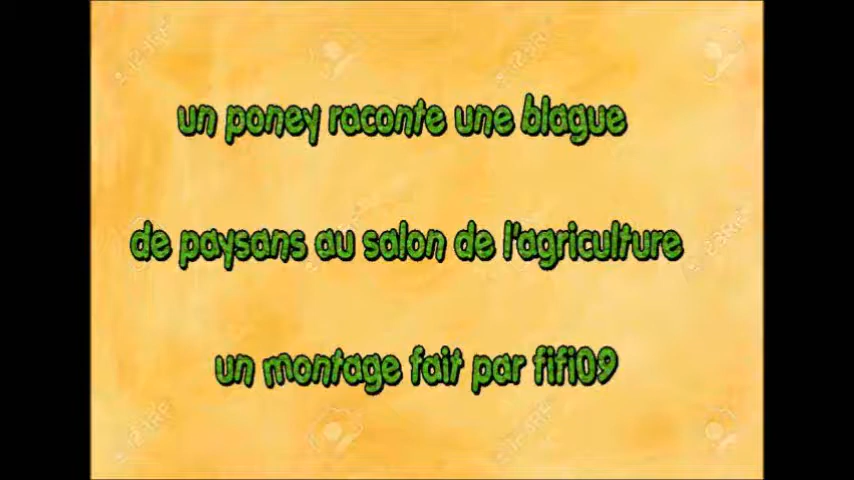 un poney raconte une blague
de paysans au salon de l'agriculture
un montage fait par fifi09